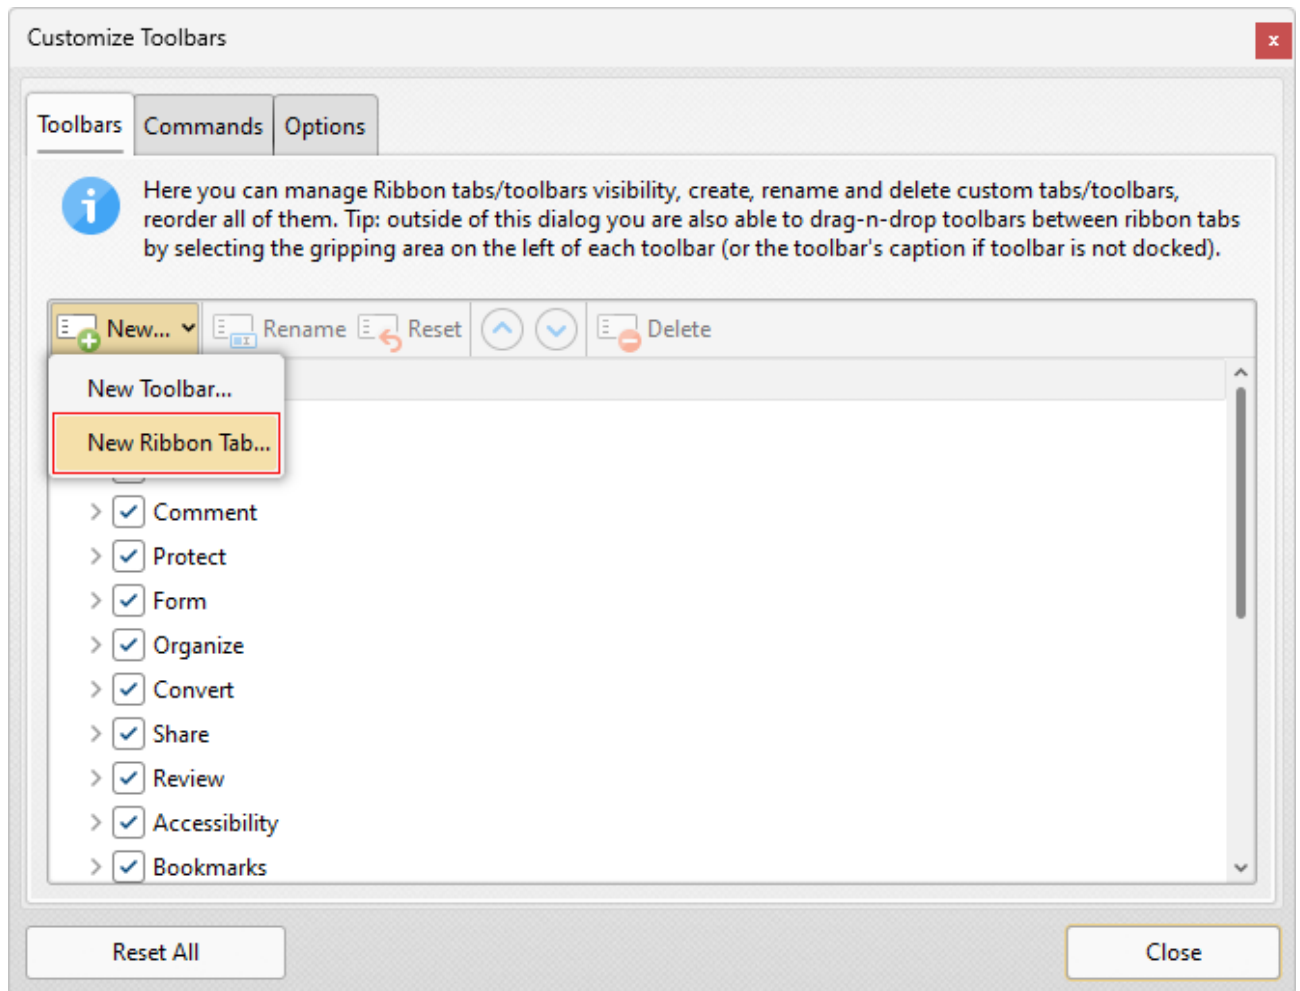 Customize Toolbars
x
Toolbars Commands Options
Here you can manage Ribbon tabs/toolbars visibility, create, rename and delete custom tabs/toolbars,
reorder all of them. Tip: outside of this dialog you are also able to drag-n-drop toolbars between ribbon tabs
by selecting the gripping area on the left of each toolbar (or the toolbar's caption if toolbar is not docked).
New... Rename Reset Delete
New Toolbar...
New Ribbon Tab...
Comment
Protect
Form
Organize
Convert
Share
Review
Accessibility
Bookmarks
Reset All Close